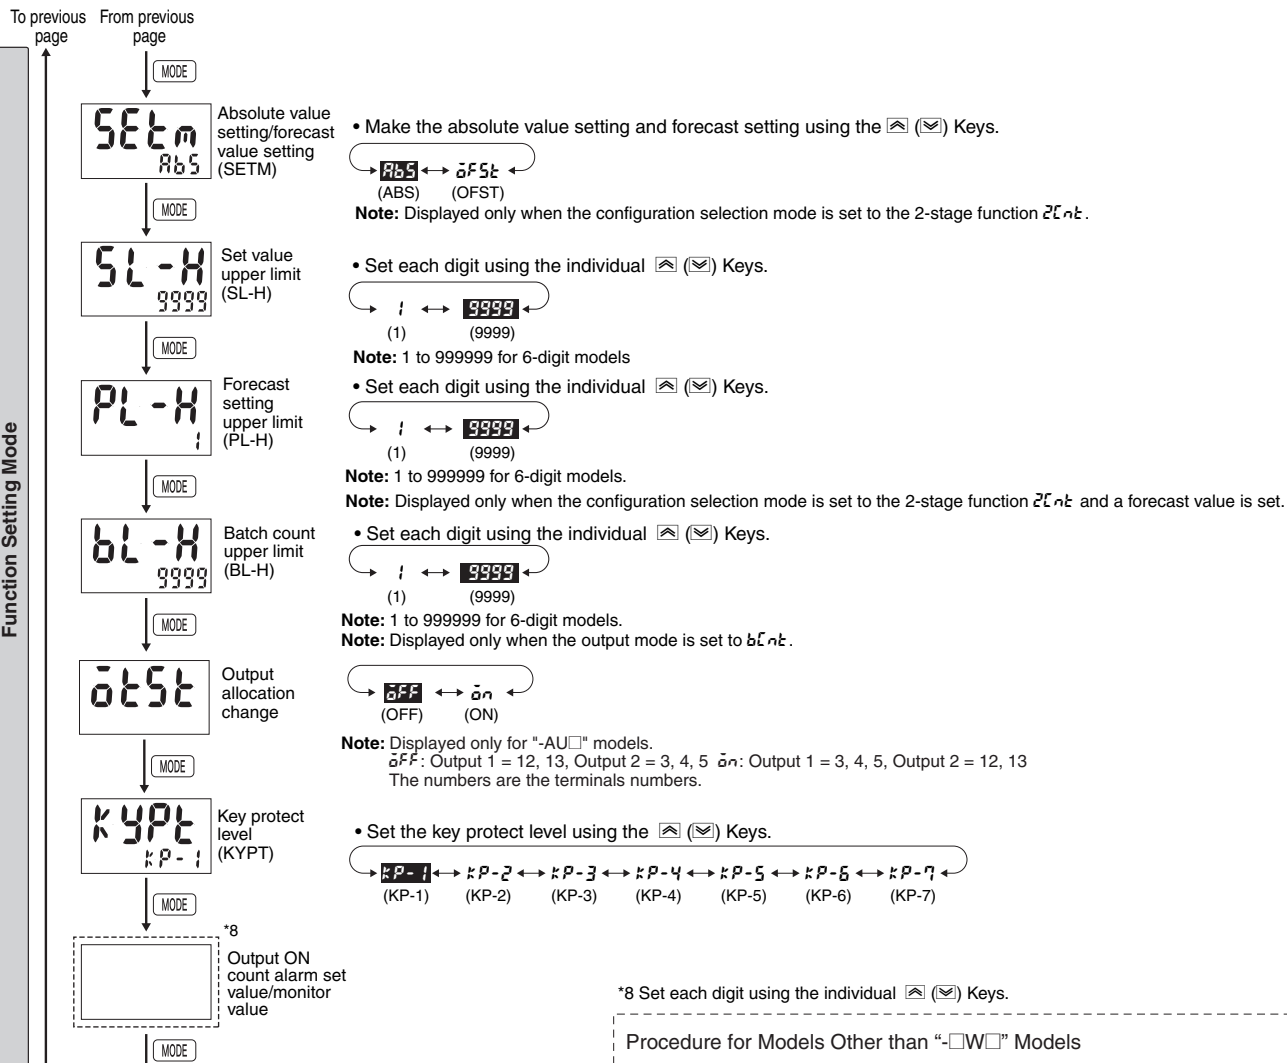 To previous page
From previous page
Function Setting Mode
MODE
SEtm
AbS
Absolute value
setting/forecast
value setting
(SETM)
• Make the absolute value setting and forecast setting using the (  ) Keys.
AbS oFSt
(ABS) (OFST)
Note: Displayed only when the configuration selection mode is set to the 2-stage function 2Cnt.
MODE
SL-H
9999
Set value
upper limit
(SL-H)
• Set each digit using the individual (  ) Keys.
1 9999
(1) (9999)
Note: 1 to 999999 for 6-digit models
MODE
PL-H
1
Forecast
setting
upper limit
(PL-H)
• Set each digit using the individual (  ) Keys.
1 9999
(1) (9999)
Note: 1 to 999999 for 6-digit models.
Note: Displayed only when the configuration selection mode is set to the 2-stage function 2Cnt and a forecast value is set.
MODE
bL-H
9999
Batch count
upper limit
(BL-H)
• Set each digit using the individual (  ) Keys.
1 9999
(1) (9999)
Note: 1 to 999999 for 6-digit models.
Note: Displayed only when the output mode is set to bCnt.
MODE
otSt
Output
allocation
change
oFF on
(OFF) (ON)
Note: Displayed only for "-AU□" models.
oFF: Output 1 = 12, 13, Output 2 = 3, 4, 5 on: Output 1 = 3, 4, 5, Output 2 = 12, 13
The numbers are the terminals numbers.
MODE
KYPt
KP-1
Key protect
level
(KYPT)
• Set the key protect level using the (  ) Keys.
KP-1 KP-2 KP-3 KP-4 KP-5 KP-6 KP-7
(KP-1) (KP-2) (KP-3) (KP-4) (KP-5) (KP-6) (KP-7)
MODE
*8
Output ON
count alarm set
value/monitor
value
*8 Set each digit using the individual (  ) Keys.
MODE
Procedure for Models Other than “-□W□” Models